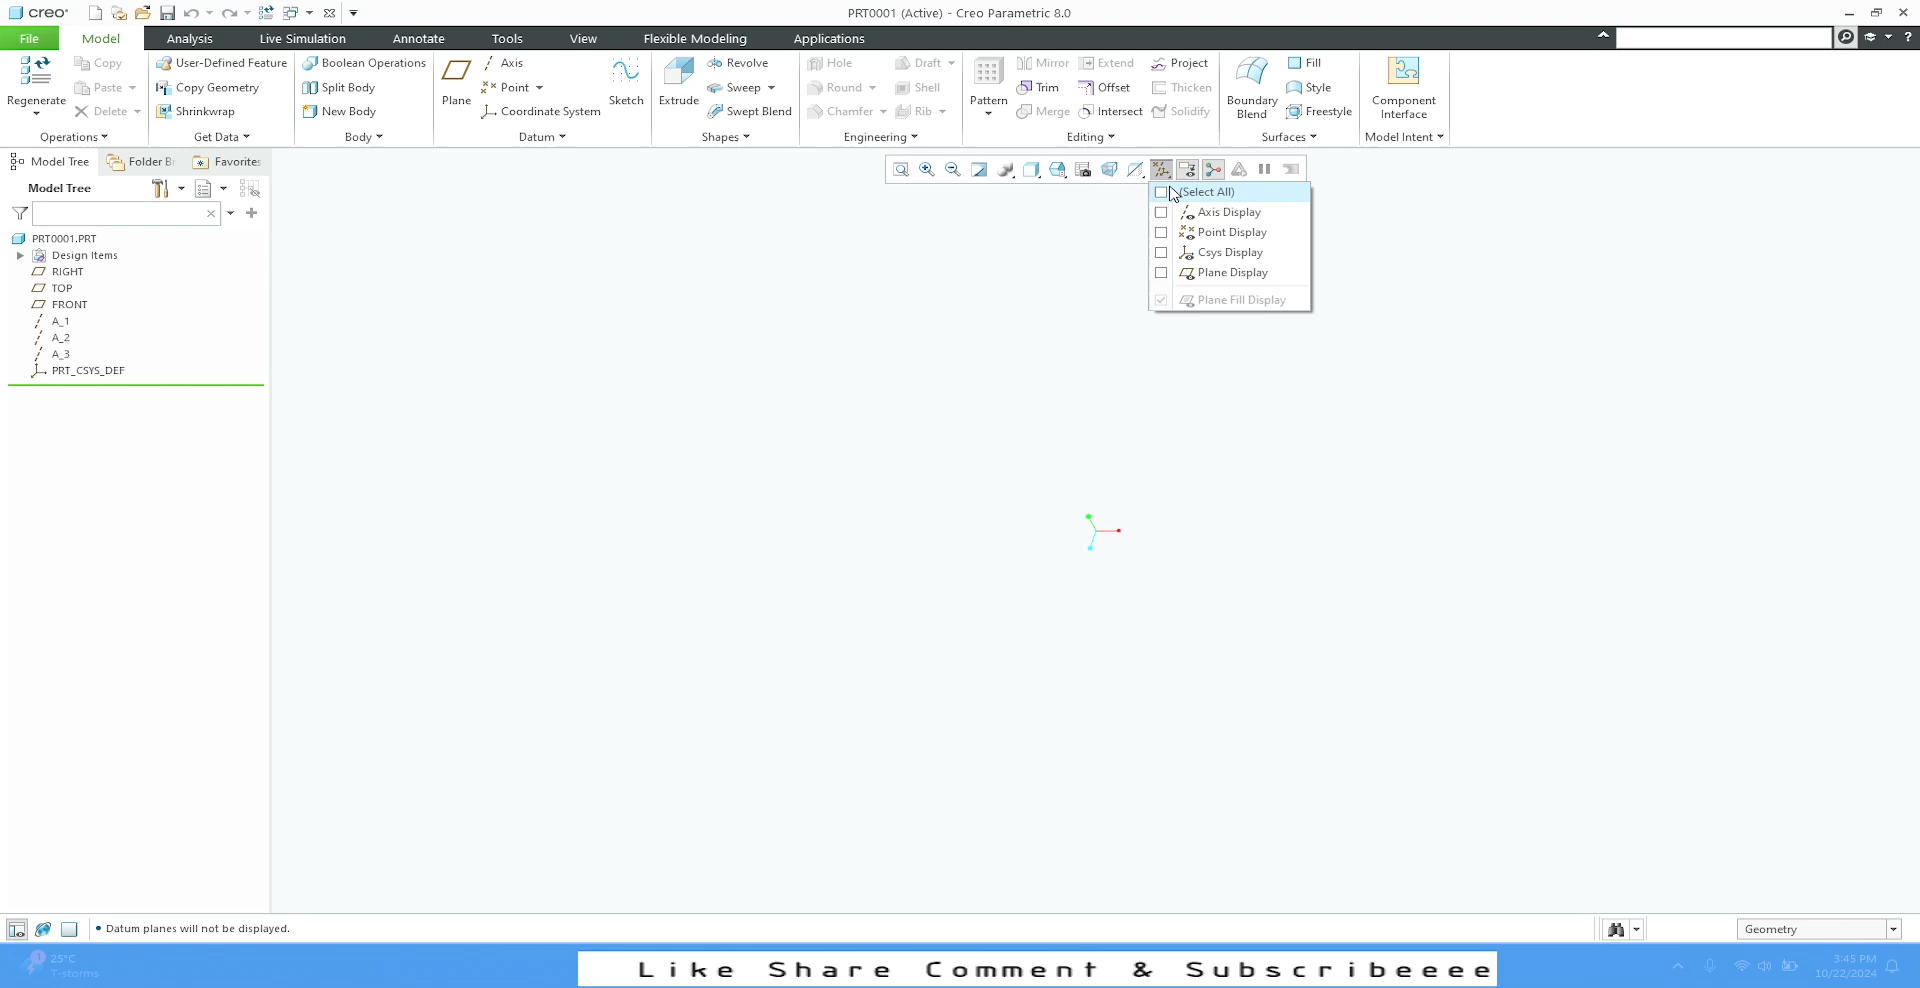 creo
PRT0001 (Active) - Creo Parametric 8.0
File Model Analysis Live Simulation Annotate Tools View Flexible Modeling Applications
Regenerate
Copy
Paste
Delete
Operations
User-Defined Feature
Copy Geometry
Shrinkwrap
Get Data
Boolean Operations
Split Body
New Body
Body
Plane
Axis
Point
Coordinate System
Sketch
Datum
Extrude
Revolve
Sweep
Swept Blend
Shapes
Hole
Round
Chamfer
Draft
Shell
Rib
Engineering
Pattern
Mirror
Trim
Merge
Extend
Offset
Intersect
Project
Thicken
Solidify
Editing
Boundary
Blend
Fill
Style
Freestyle
Surfaces
Component
Interface
Model Intent
Model Tree Folder Br Favorites
Model Tree
PRT0001.PRT
Design Items
RIGHT
TOP
FRONT
A_1
A_2
A_3
PRT_CSYS_DEF
(Select All)
Axis Display
Point Display
Csys Display
Plane Display
Plane Fill Display
• Datum planes will not be displayed.
Geometry
1
25°C
T-storms
Like Share Comment & Subscribeeee
3:45 PM
10/22/2024